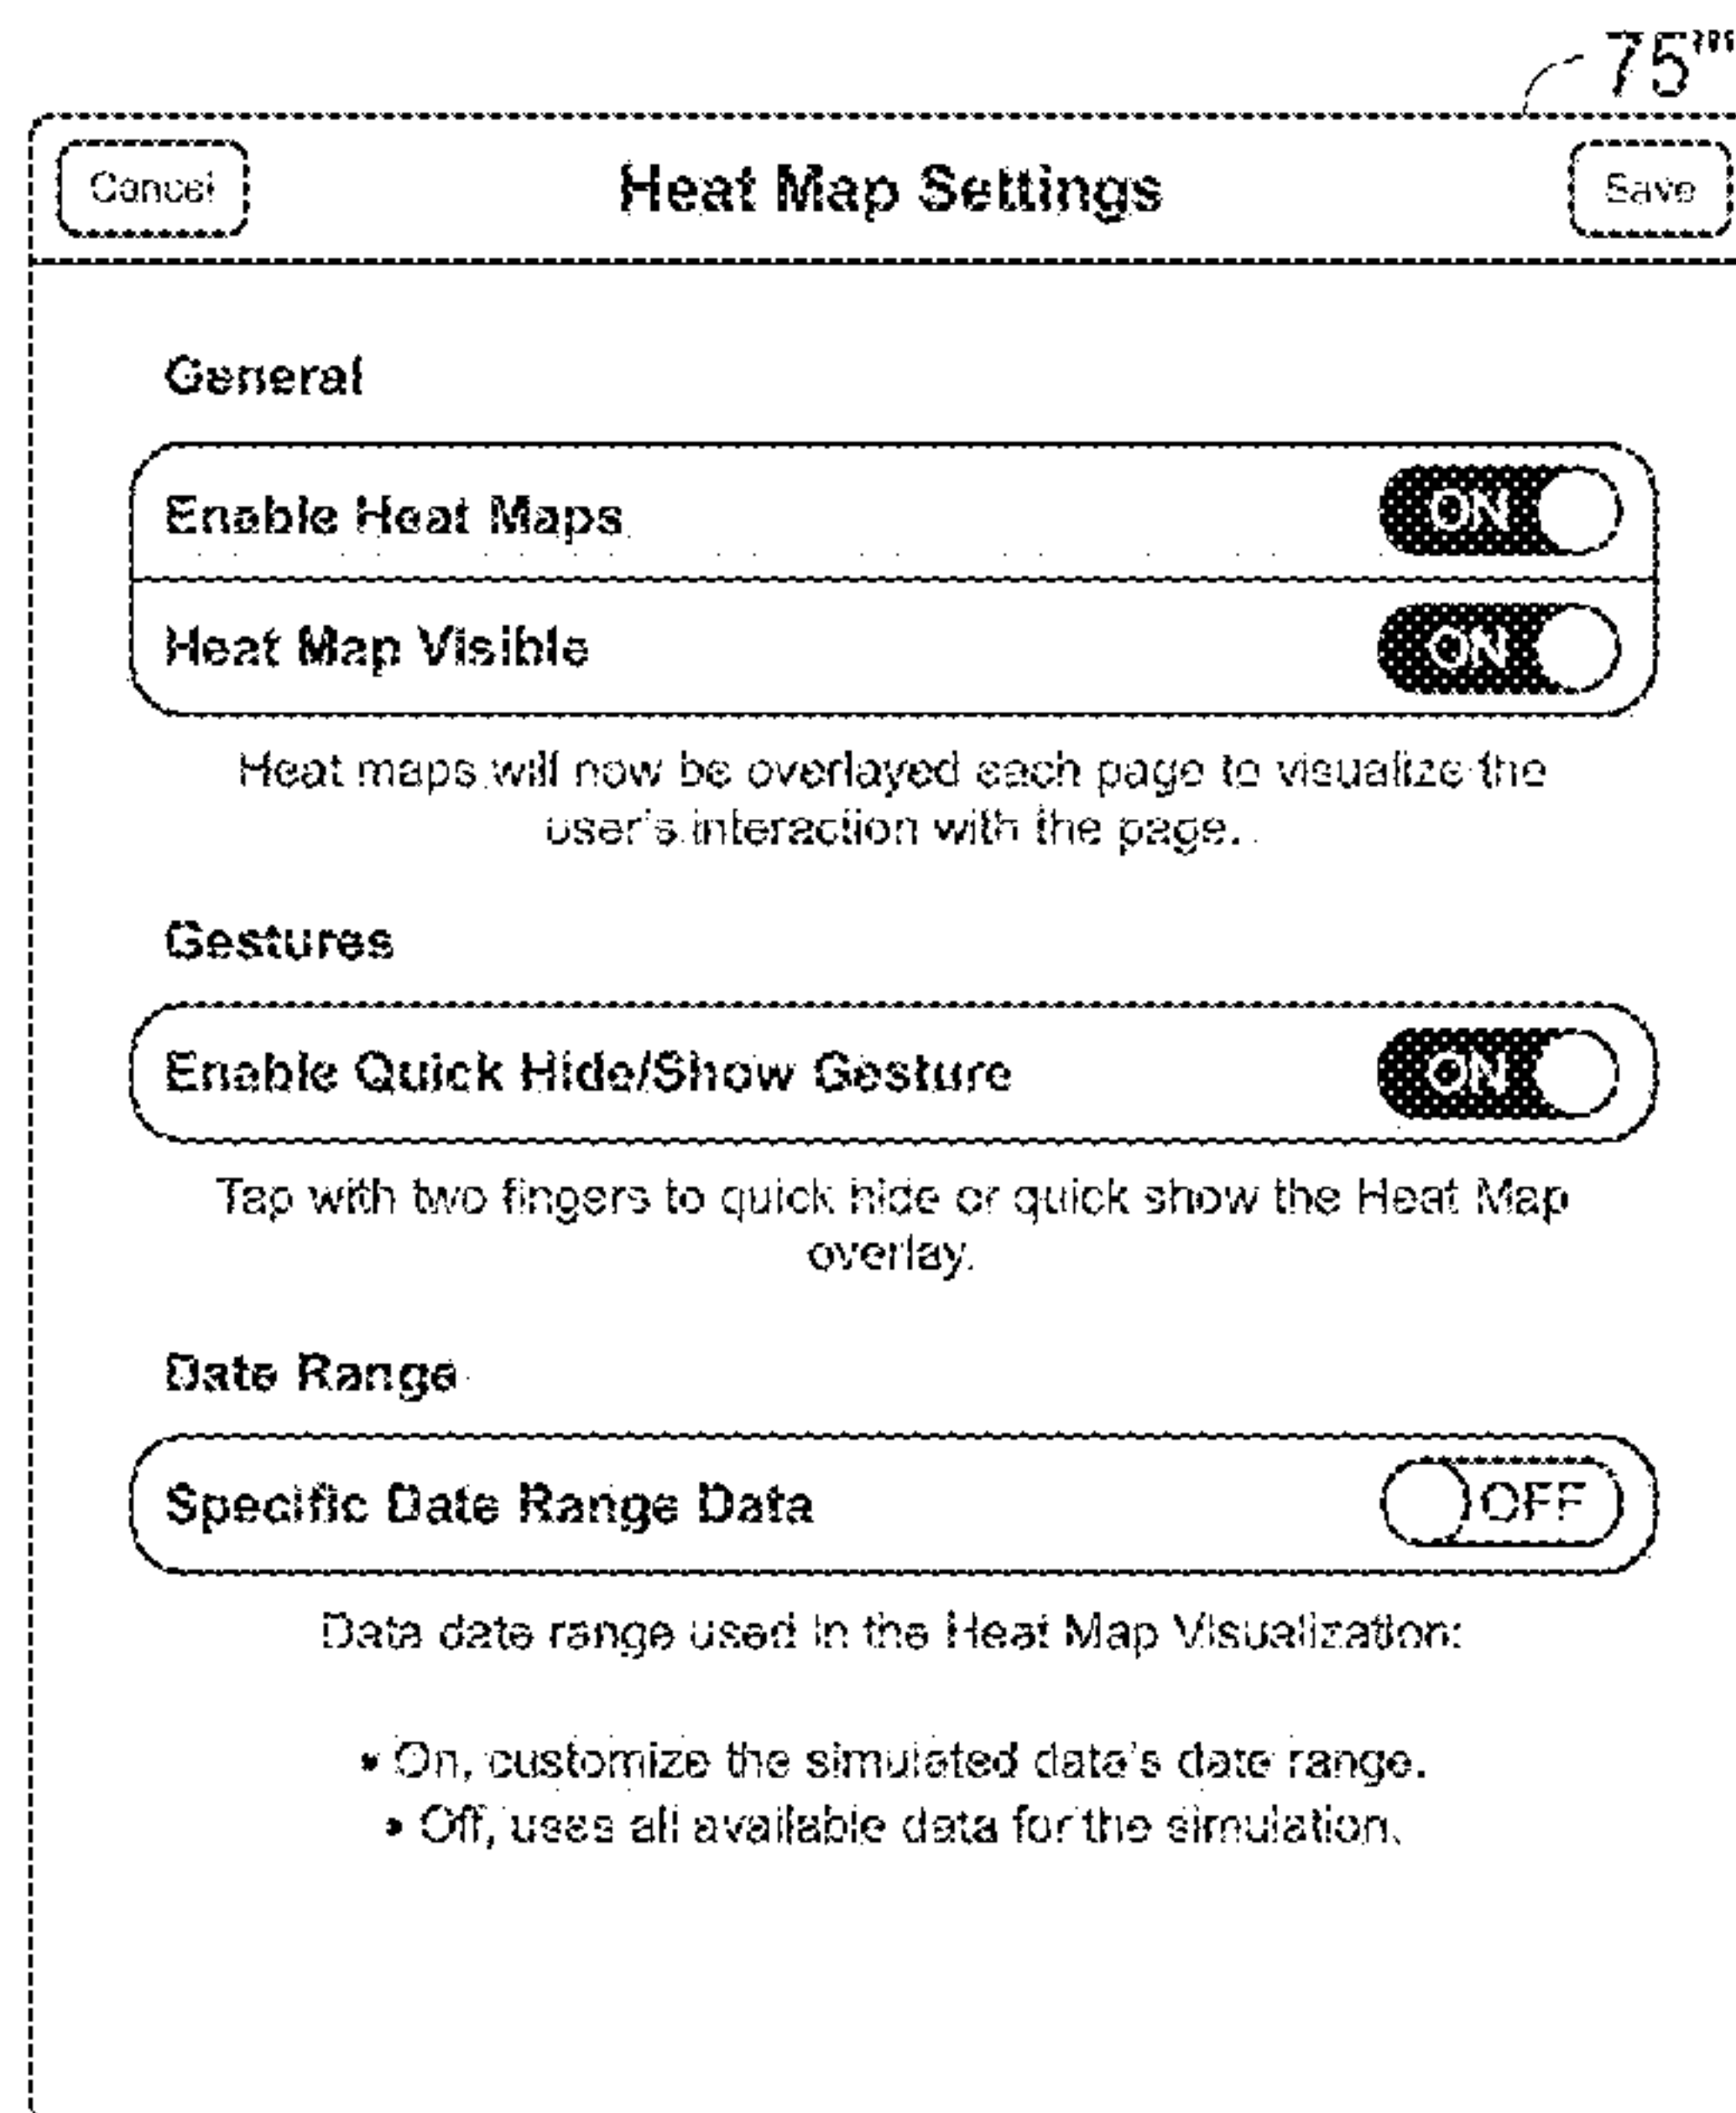 75""
Cancel Heat Map Settings Save
General
Enable Heat Maps ON
Heat Map Visible ON
Heat maps will now be overlayed each page to visualize the
user's interaction with the page.
Gestures
Enable Quick Hide/Show Gesture ON
Tap with two fingers to quick hide or quick show the Heat Map
overlay.
Date Range
Specific Date Range Data OFF
Data date range used in the Heat Map Visualization:
• On, customize the simulated data's date range.
• Off, uses all available data for the simulation.